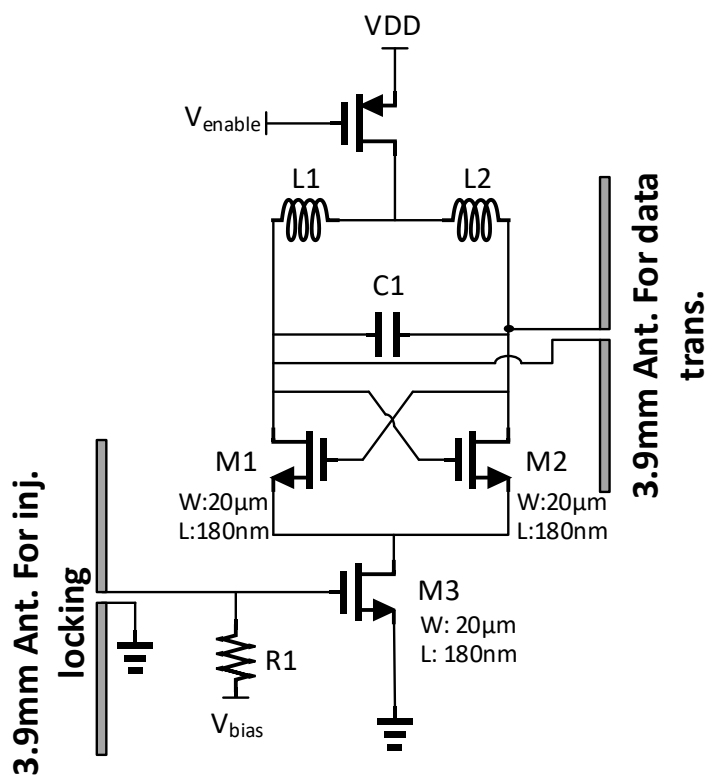 VDD
Venable
L1
L2
C1
M1
W:20µm
L:180nm
M2
W:20µm
L:180nm
3.9mm Ant. For data
trans.
3.9mm Ant. For inj.
locking
M3
W: 20µm
L: 180nm
R1
Vbias